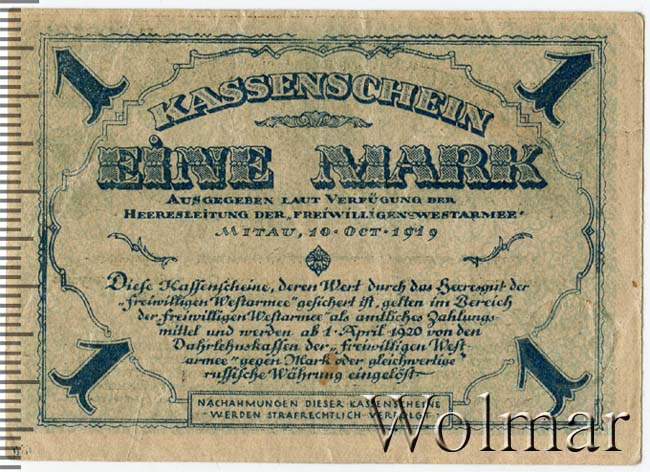 1 1
KASSENSCHEIN
EINE MARK
AUSGEGEBEN LAUT VERFÜGUNG DER
HEERESLEITUNG DER „FREIWILLIGEN WESTARMEE“
MITAU, 10·OCT·1919
Diese Kassenscheine, deren Wert durch das Heeresgut der
„freiwilligen Westarmee“ gesichert ist, gelten im Bereich
der „freiwilligen Westarmee“ als amtliches Zahlungs-
mittel und werden ab 1·April 1920 von den
Dahrlehnskassen der „freiwilligen West-
armee“ gegen Mark oder gleichwertige
russische Währung eingelöst
1 1
NACHAHMUNGEN DIESER KASSENSCHEINE
WERDEN STRAFRECHTLICH VERFOLGT
Wolmar